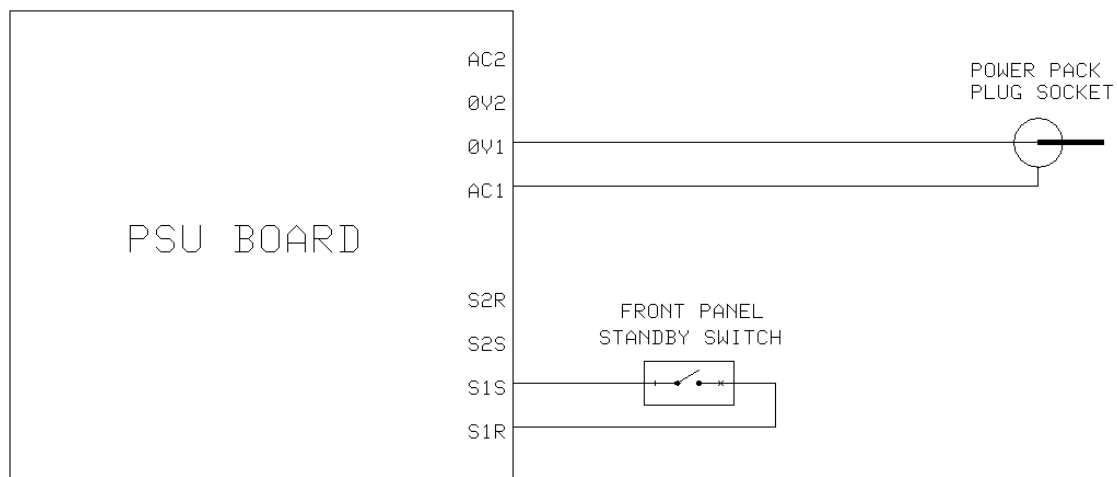 AC2
0V2
0V1
AC1
PSU BOARD
S2R
S2S
S1S
S1R
POWER PACK
PLUG SOCKET
FRONT PANEL
STANDBY SWITCH